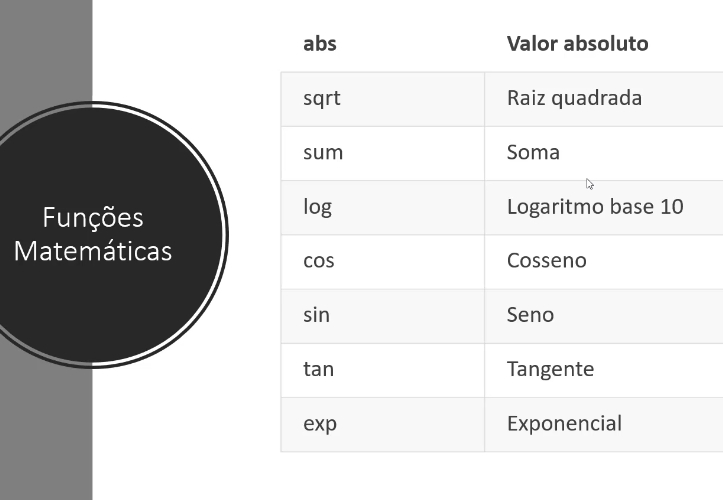 Funções
Matemáticas
abs Valor absoluto
sqrt Raiz quadrada
sum Soma
log Logaritmo base 10
cos Cosseno
sin Seno
tan Tangente
exp Exponencial